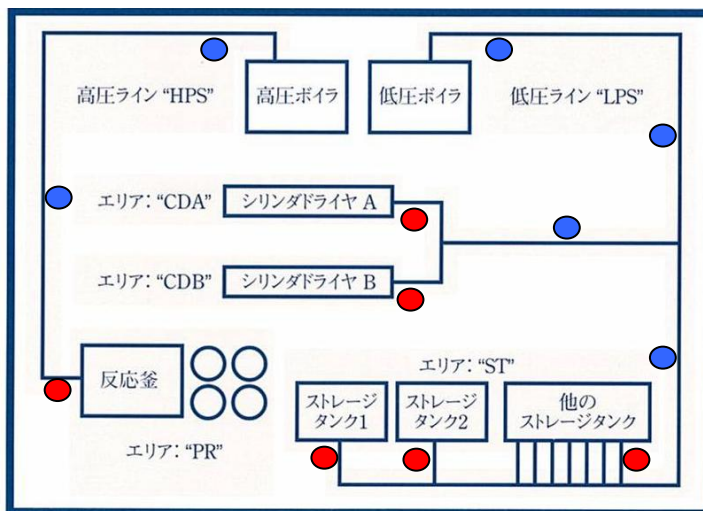 高圧ライン “HPS”
高圧ボイラ
低圧ボイラ
低圧ライン “LPS”
エリア: “CDA”
シリンダドライヤ A
エリア: “CDB”
シリンダドライヤ B
反応釜
エリア: “PR”
エリア: “ST”
ストレージ
タンク1
ストレージ
タンク2
他の
ストレージタンク